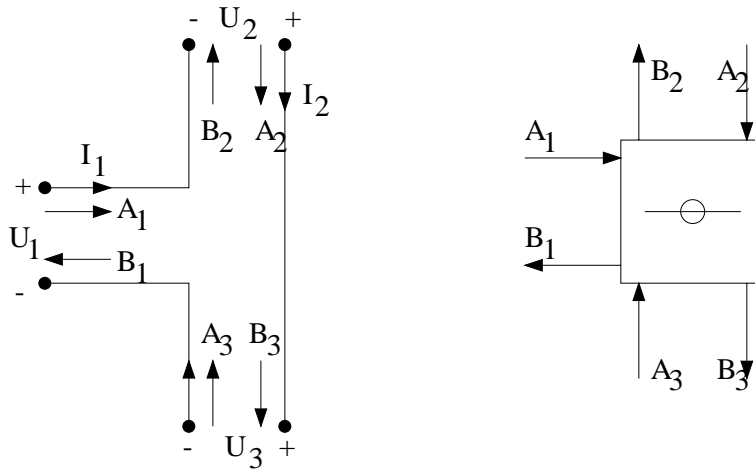 - U2 +
I2
B2 A2
I1
+
A1
U1
B1
-
A3 B3
- U3 +
B2 A2
A1
B1
A3 B3